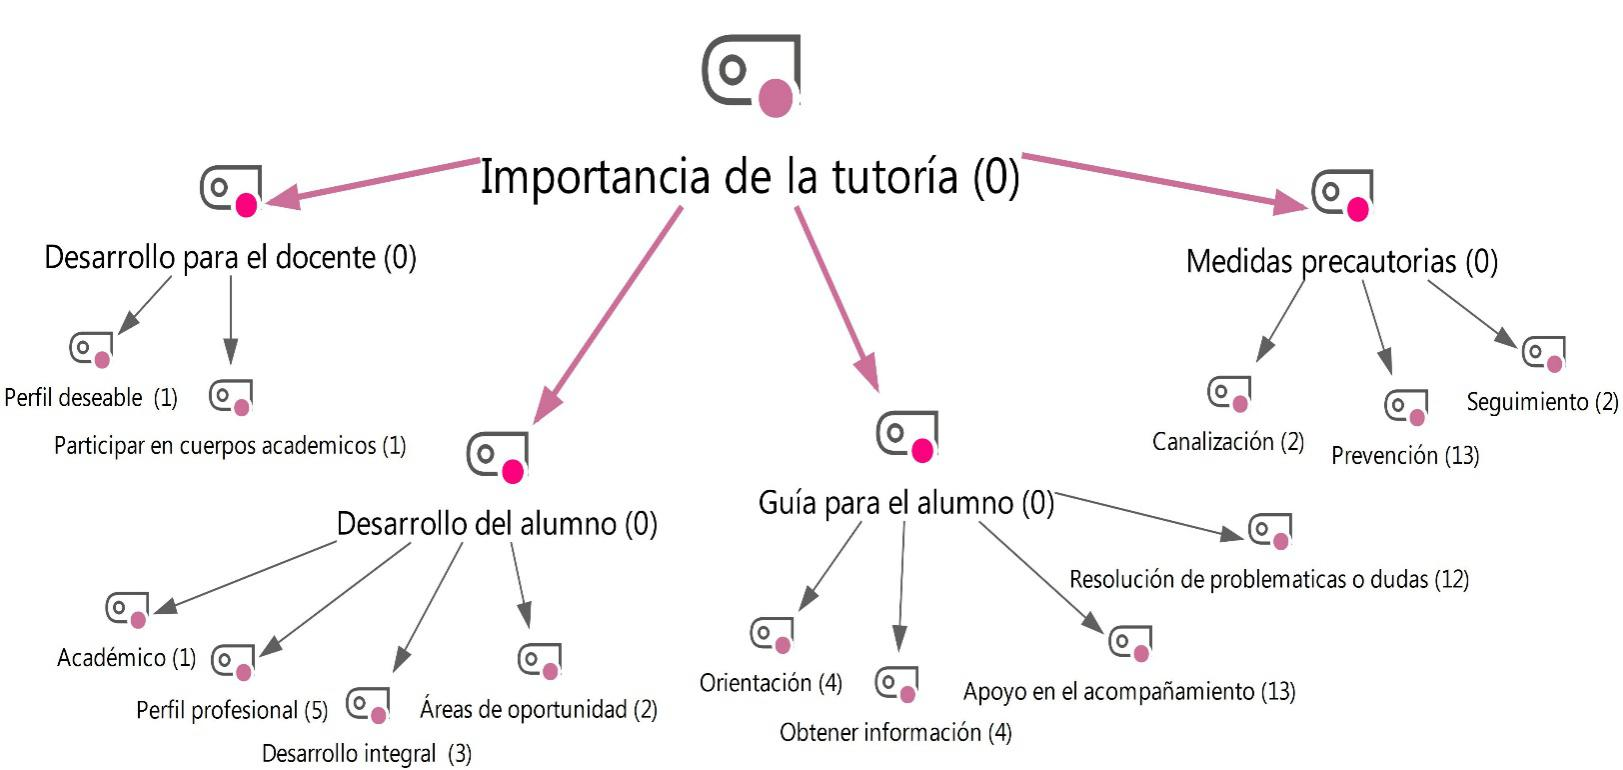 Importancia de la tutoría (0)
Desarrollo para el docente (0)
Perfil deseable (1)
Participar en cuerpos academicos (1)
Desarrollo del alumno (0)
Académico (1)
Perfil profesional (5)
Desarrollo integral (3)
Áreas de oportunidad (2)
Guía para el alumno (0)
Orientación (4)
Obtener información (4)
Apoyo en el acompañamiento (13)
Resolución de problematicas o dudas (12)
Medidas precautorias (0)
Canalización (2)
Prevención (13)
Seguimiento (2)